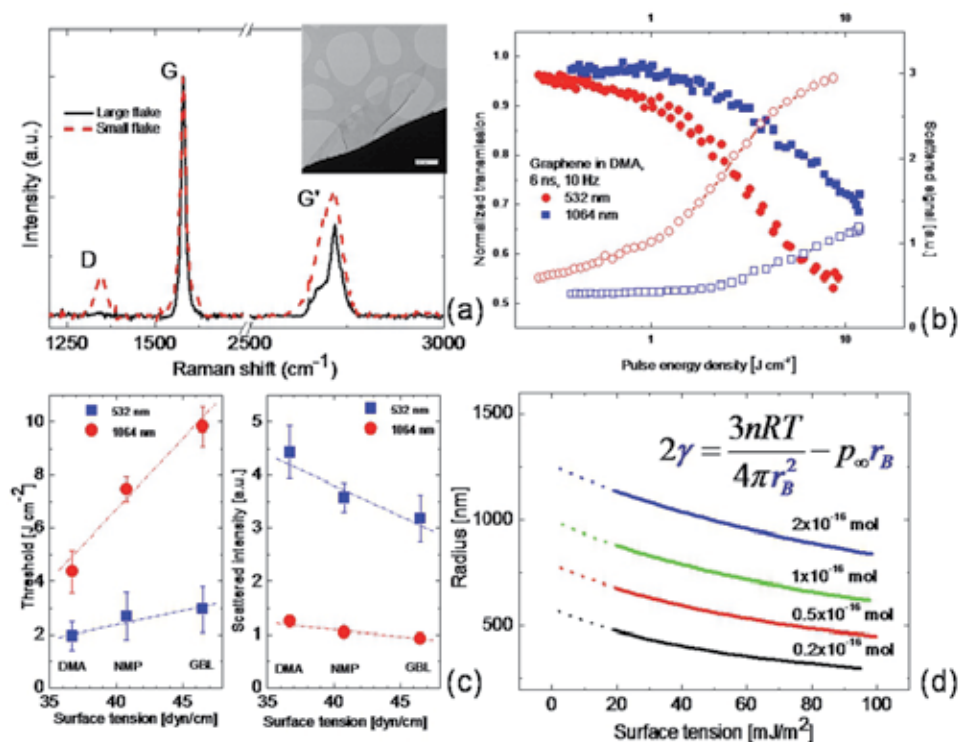 G
Large flake
Small flake
G'
D
Intensity (a.u.)
1250 1500 2500 3000
Raman shift (cm⁻¹)
(a)
1 10
1.0
0.9
0.8
0.7
0.6
0.5
Normalized transmission
Graphene in DMA,
6 ns, 10 Hz
532 nm
1064 nm
3
2
1
0
Scattered signal [a.u.]
(b)
1 10
Pulse energy density [J cm⁻²]
10
8
6
4
2
0
Threshold [J cm⁻²]
532 nm
1064 nm
DMA NMP GBL
35 40 45
Surface tension [dyn/cm]
6
5
4
3
2
1
0
Scattered intensity [a.u.]
532 nm
1064 nm
DMA NMP GBL
35 40 45
Surface tension [dyn/cm]
(c)
1500
1000
500
Radius [nm]
2γ = 3nRT / 4πr_B² − p_∞ r_B
2x10⁻¹⁶ mol
1x10⁻¹⁶ mol
0.5x10⁻¹⁶ mol
0.2x10⁻¹⁶ mol
0 20 40 60 80 100
Surface tension [mJ/m²]
(d)